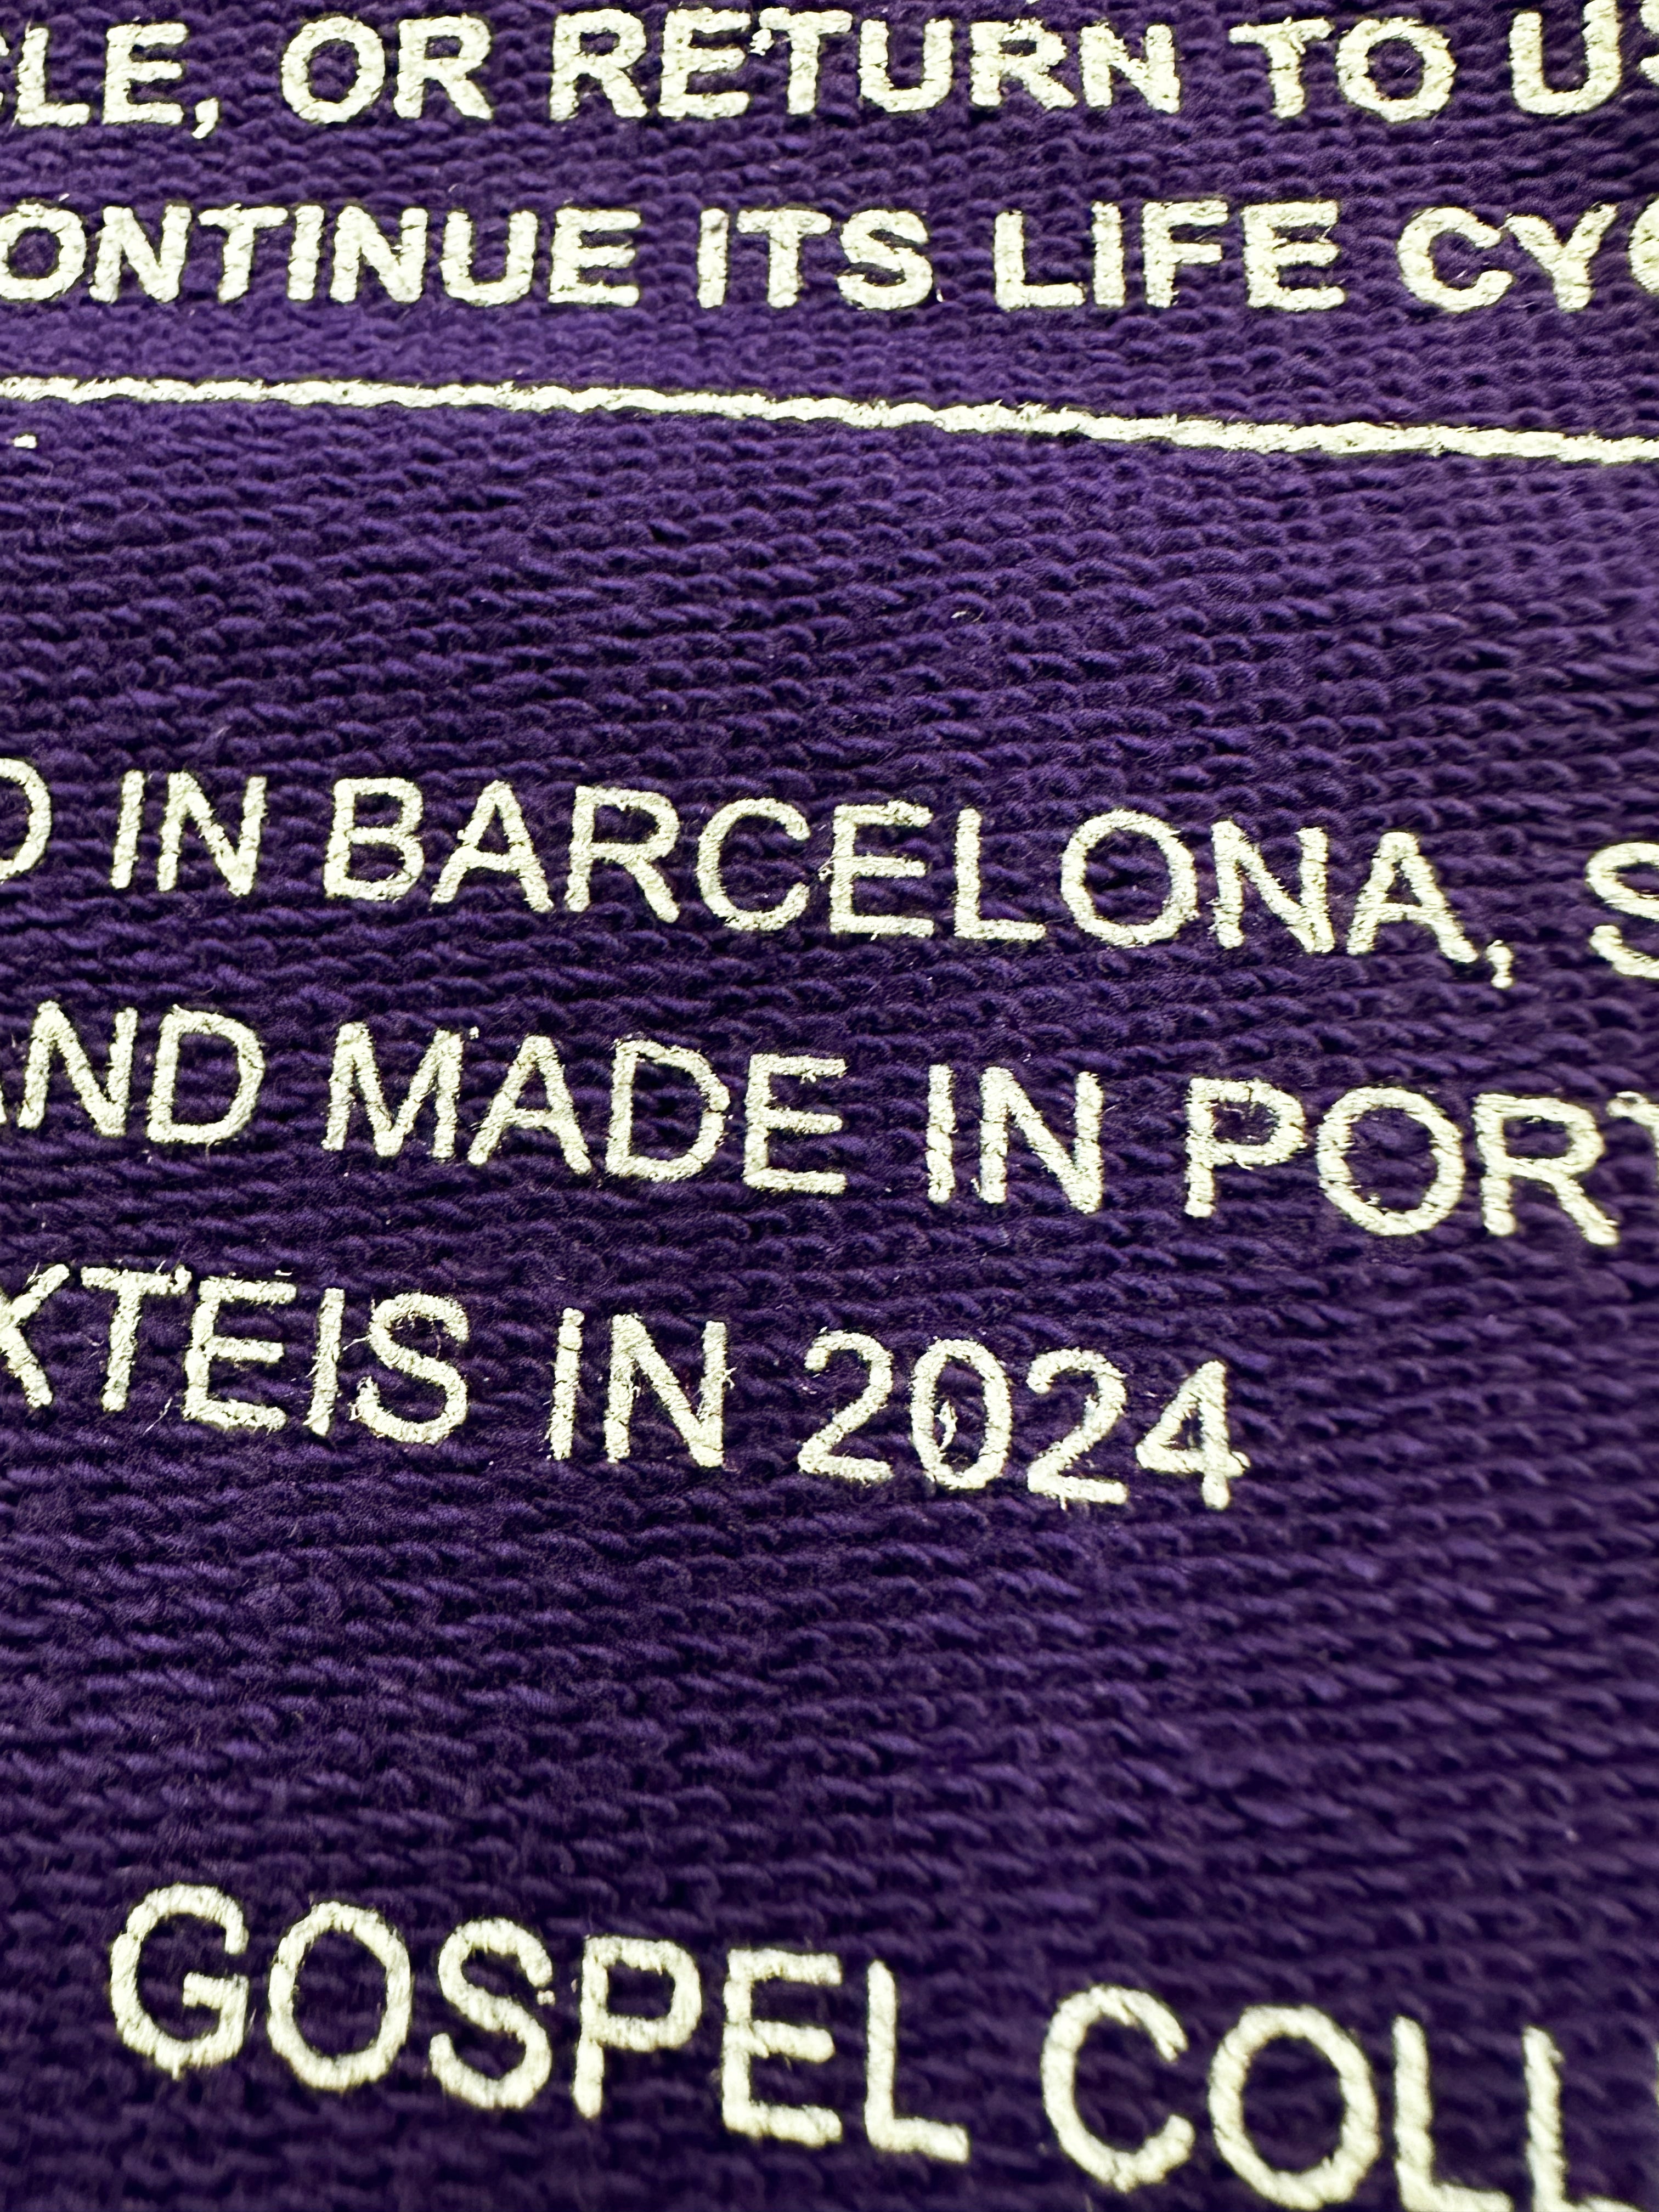 CLE, OR RETURN TO US
ONTINUE ITS LIFE CYC
D IN BARCELONA, S
AND MADE IN PORT
XTEIS IN 2024
GOSPEL COLL